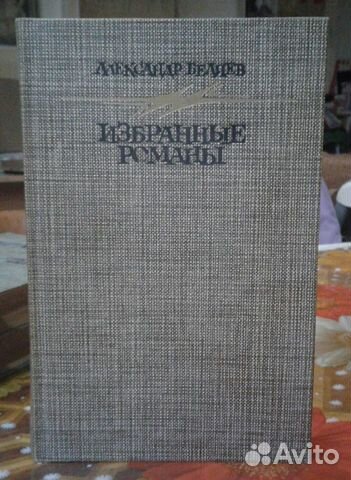 Александр Беляев
Избранные
романы
Avito